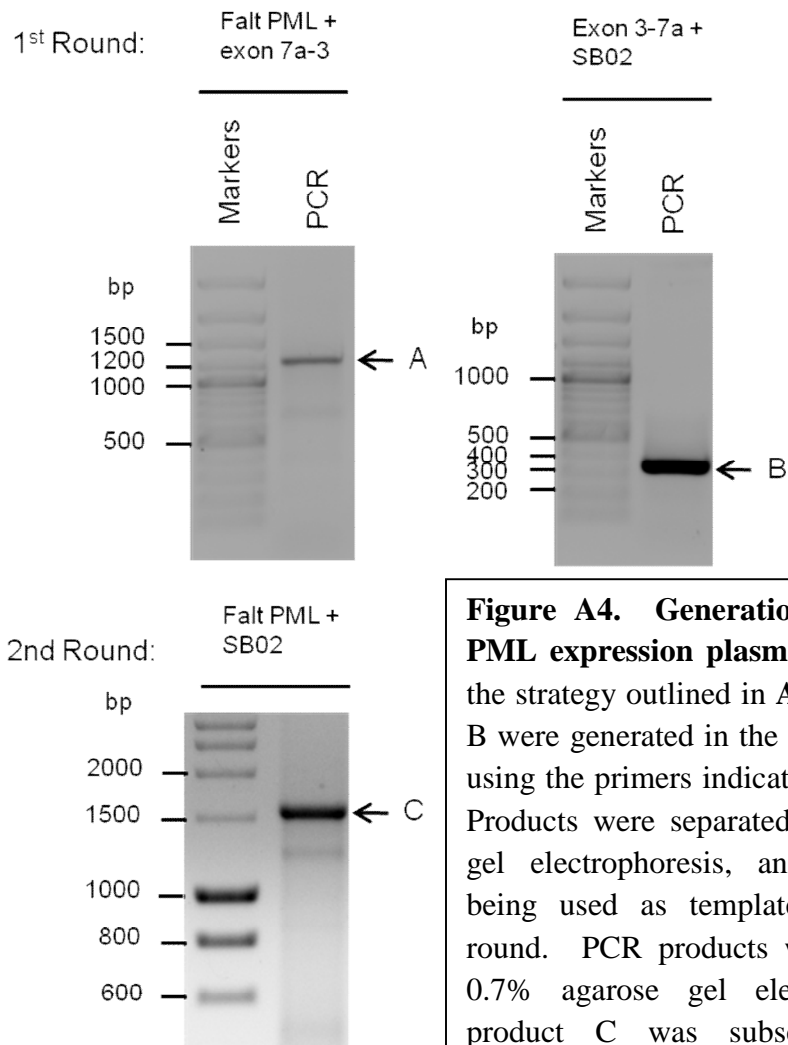 1st Round:
Falt PML +
exon 7a-3
Markers
PCR
bp
1500
1200
1000
500
A
Exon 3-7a +
SB02
Markers
PCR
bp
1000
500
400
300
200
B
2nd Round:
Falt PML +
SB02
bp
2000
1500
1000
800
600
C
Figure A4. Generatio
PML expression plasm
the strategy outlined in A
B were generated in the
using the primers indicat
Products were separated
gel electrophoresis, an
being used as template
round. PCR products w
0.7% agarose gel ele
product C was subse